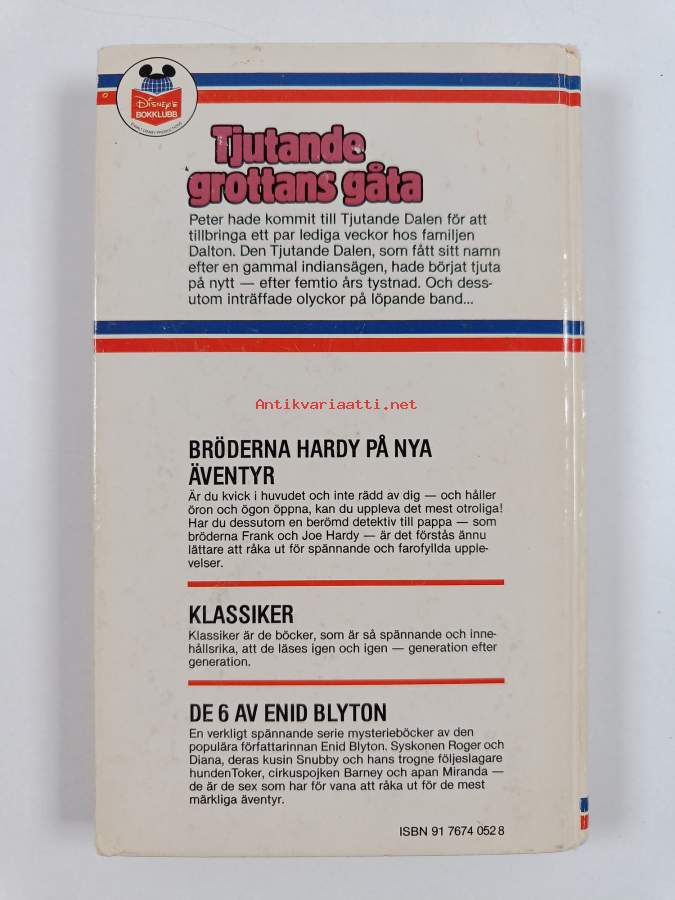 Disney's
BOKKLUBB
Tjutande
grottans gåta
Peter hade kommit till Tjutande Dalen för att
tillbringa ett par lediga veckor hos familjen
Dalton. Den Tjutande Dalen, som fått sitt namn
efter en gammal indiansägen, hade börjat tjuta
på nytt — efter femtio års tystnad. Och dess-
utom inträffade olyckor på löpande band...
Antikvariaatti.net
BRÖDERNA HARDY PÅ NYA
ÄVENTYR
Är du kvick i huvudet och inte rädd av dig — och håller
öron och ögon öppna, kan du uppleva det mest otroliga!
Har du dessutom en berömd detektiv till pappa — som
bröderna Frank och Joe Hardy — är det förstås ännu
lättare att råka ut för spännande och farofyllda upple-
velser.
KLASSIKER
Klassiker är de böcker, som är så spännande och inne-
hållsrika, att de läses igen och igen — generation efter
generation.
DE 6 AV ENID BLYTON
En verkligt spännande serie mysterieböcker av den
populära författarinnan Enid Blyton. Syskonen Roger och
Diana, deras kusin Snubby och hans trogne följeslagare
hunden Toker, cirkuspojken Barney och apan Miranda —
de är de sex som har för vana att råka ut för de mest
märkliga äventyr.
ISBN 91 7674 052 8